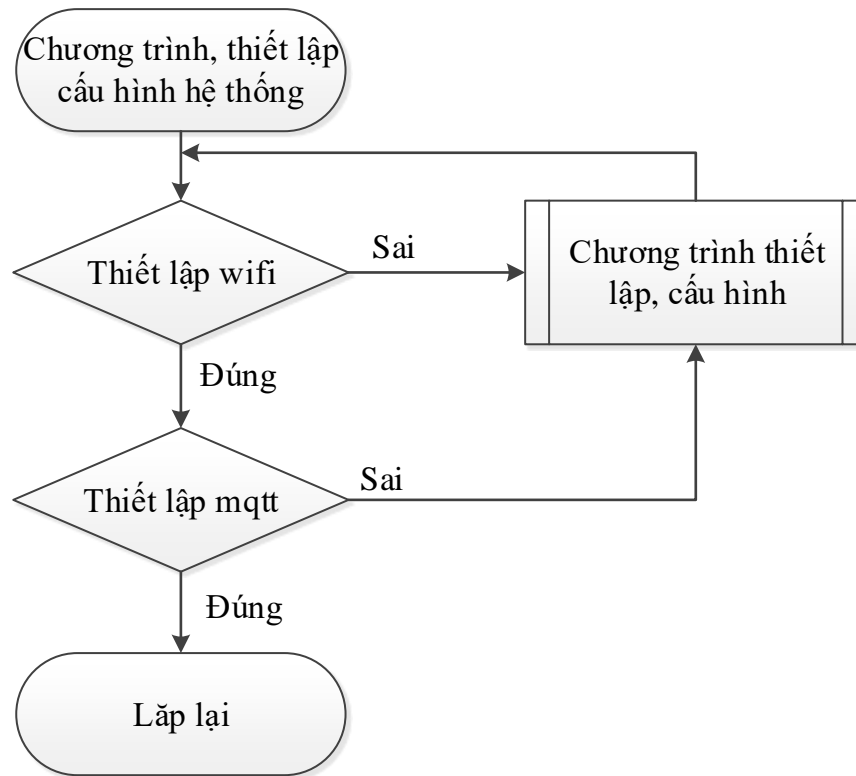 Chương trình, thiết lập
cấu hình hệ thống
Sai
Thiết lập wifi
Chương trình thiết
lập, cấu hình
Đúng
Sai
Thiết lập mqtt
Đúng
Lăp lại